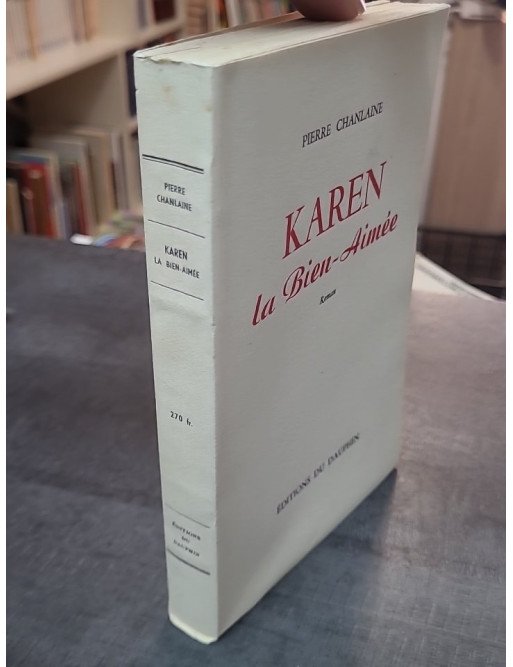 PIERRE
CHANLAINE
KAREN
LA BIEN-AIMÉE
270 fr.
ÉDITIONS
DU
DAUPHIN
PIERRE CHANLAINE
KAREN
la Bien-Aimée
Roman
ÉDITIONS DU DAUPHIN